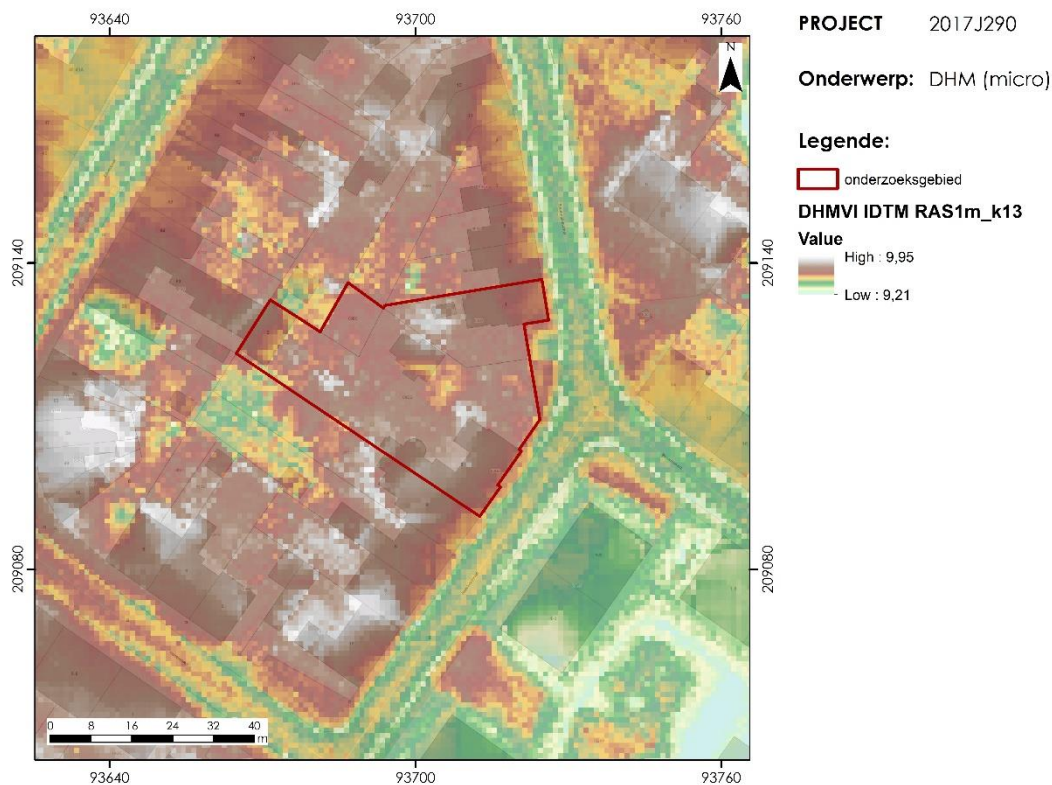 93640 93700 93760
PROJECT 2017J290
N
Onderwerp: DHM (micro)
Legende:
onderzoeksgebied
DHMVI IDTM RAS1m_k13
Value
High : 9,95
Low : 9,21
209140 209140
209080 209080
0 8 16 24 32 40
m
93640 93700 93760